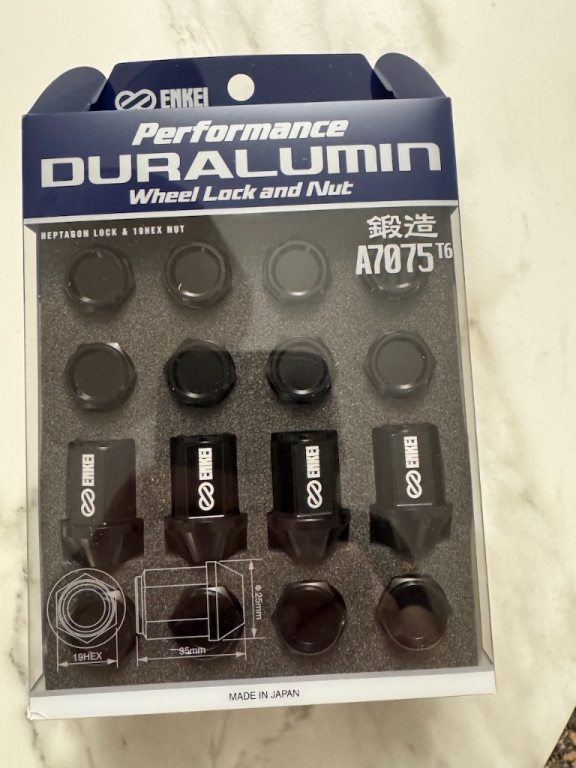 ENKEI
Performance
DURALUMIN
Wheel Lock and Nut
HEPTAGON LOCK & 19HEX NUT
鍛造
A7075 T6
ENKEI
ENKEI
ENKEI
ENKEI
Φ25mm
19HEX
35mm
MADE IN JAPAN